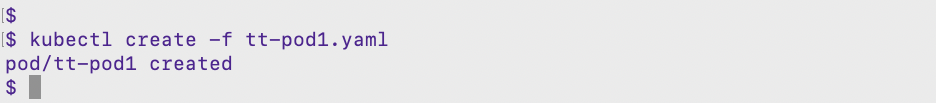 [$
[$ kubectl create -f tt-pod1.yaml
pod/tt-pod1 created
$